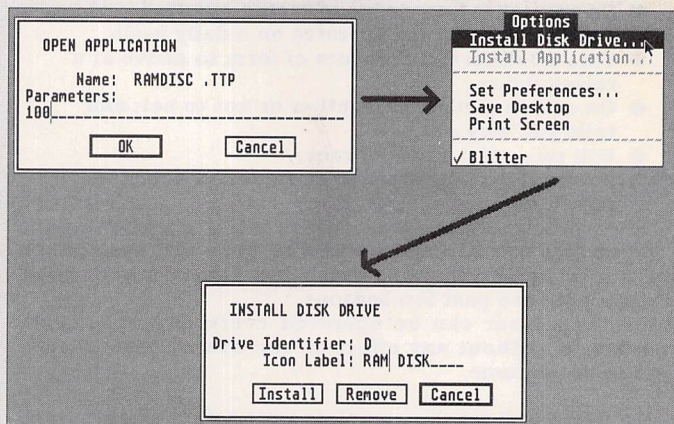 OPEN APPLICATION
Name: RAMDISC .TTP
Parameters:
100
OK Cancel
Options
Install Disk Drive...
Install Application...
Set Preferences...
Save Desktop
Print Screen
✓ Blitter
INSTALL DISK DRIVE
Drive Identifier: D
Icon Label: RAM DISK____
Install Remove Cancel